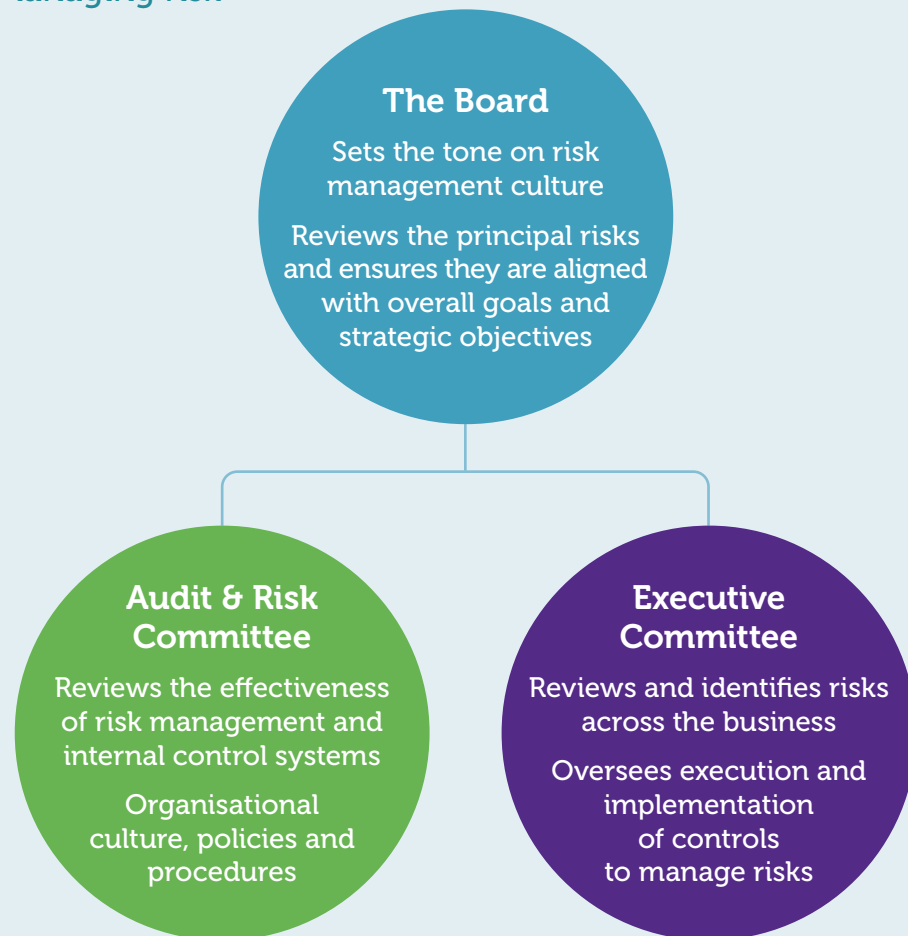 The Board
Sets the tone on risk
management culture
Reviews the principal risks
and ensures they are aligned
with overall goals and
strategic objectives
Audit & Risk
Committee
Reviews the effectiveness
of risk management and
internal control systems
Organisational
culture, policies and
procedures
Executive
Committee
Reviews and identifies risks
across the business
Oversees execution and
implementation
of controls
to manage risks